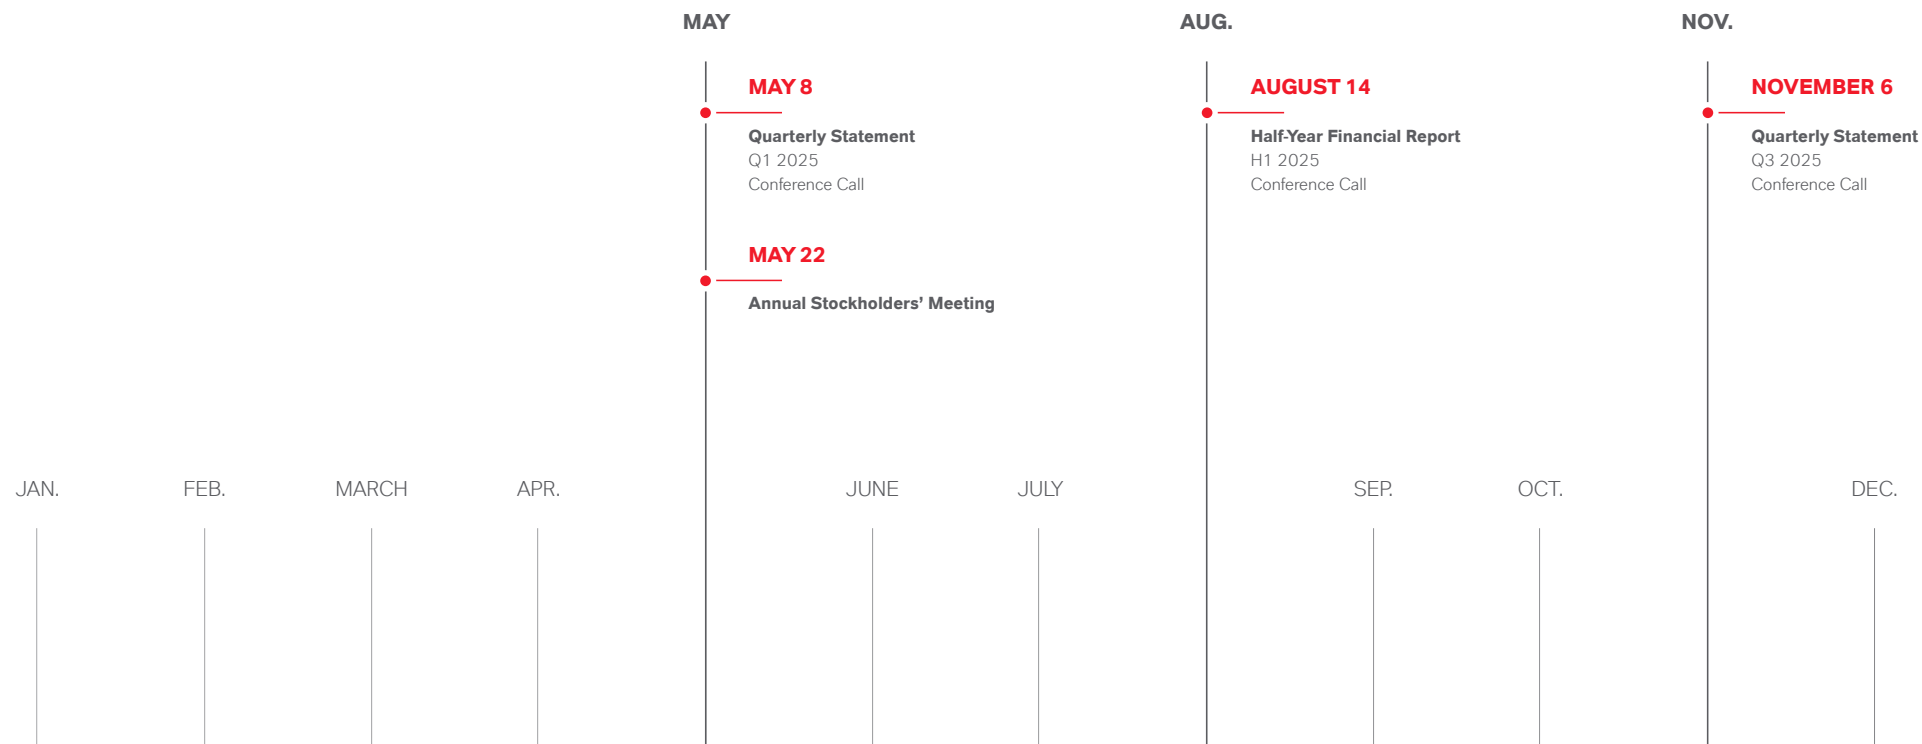 MAY
MAY 8
Quarterly Statement
Q1 2025
Conference Call
MAY 22
Annual Stockholders’ Meeting
AUG.
AUGUST 14
Half-Year Financial Report
H1 2025
Conference Call
NOV.
NOVEMBER 6
Quarterly Statement
Q3 2025
Conference Call
JAN.
FEB.
MARCH
APR.
JUNE
JULY
SEP.
OCT.
DEC.